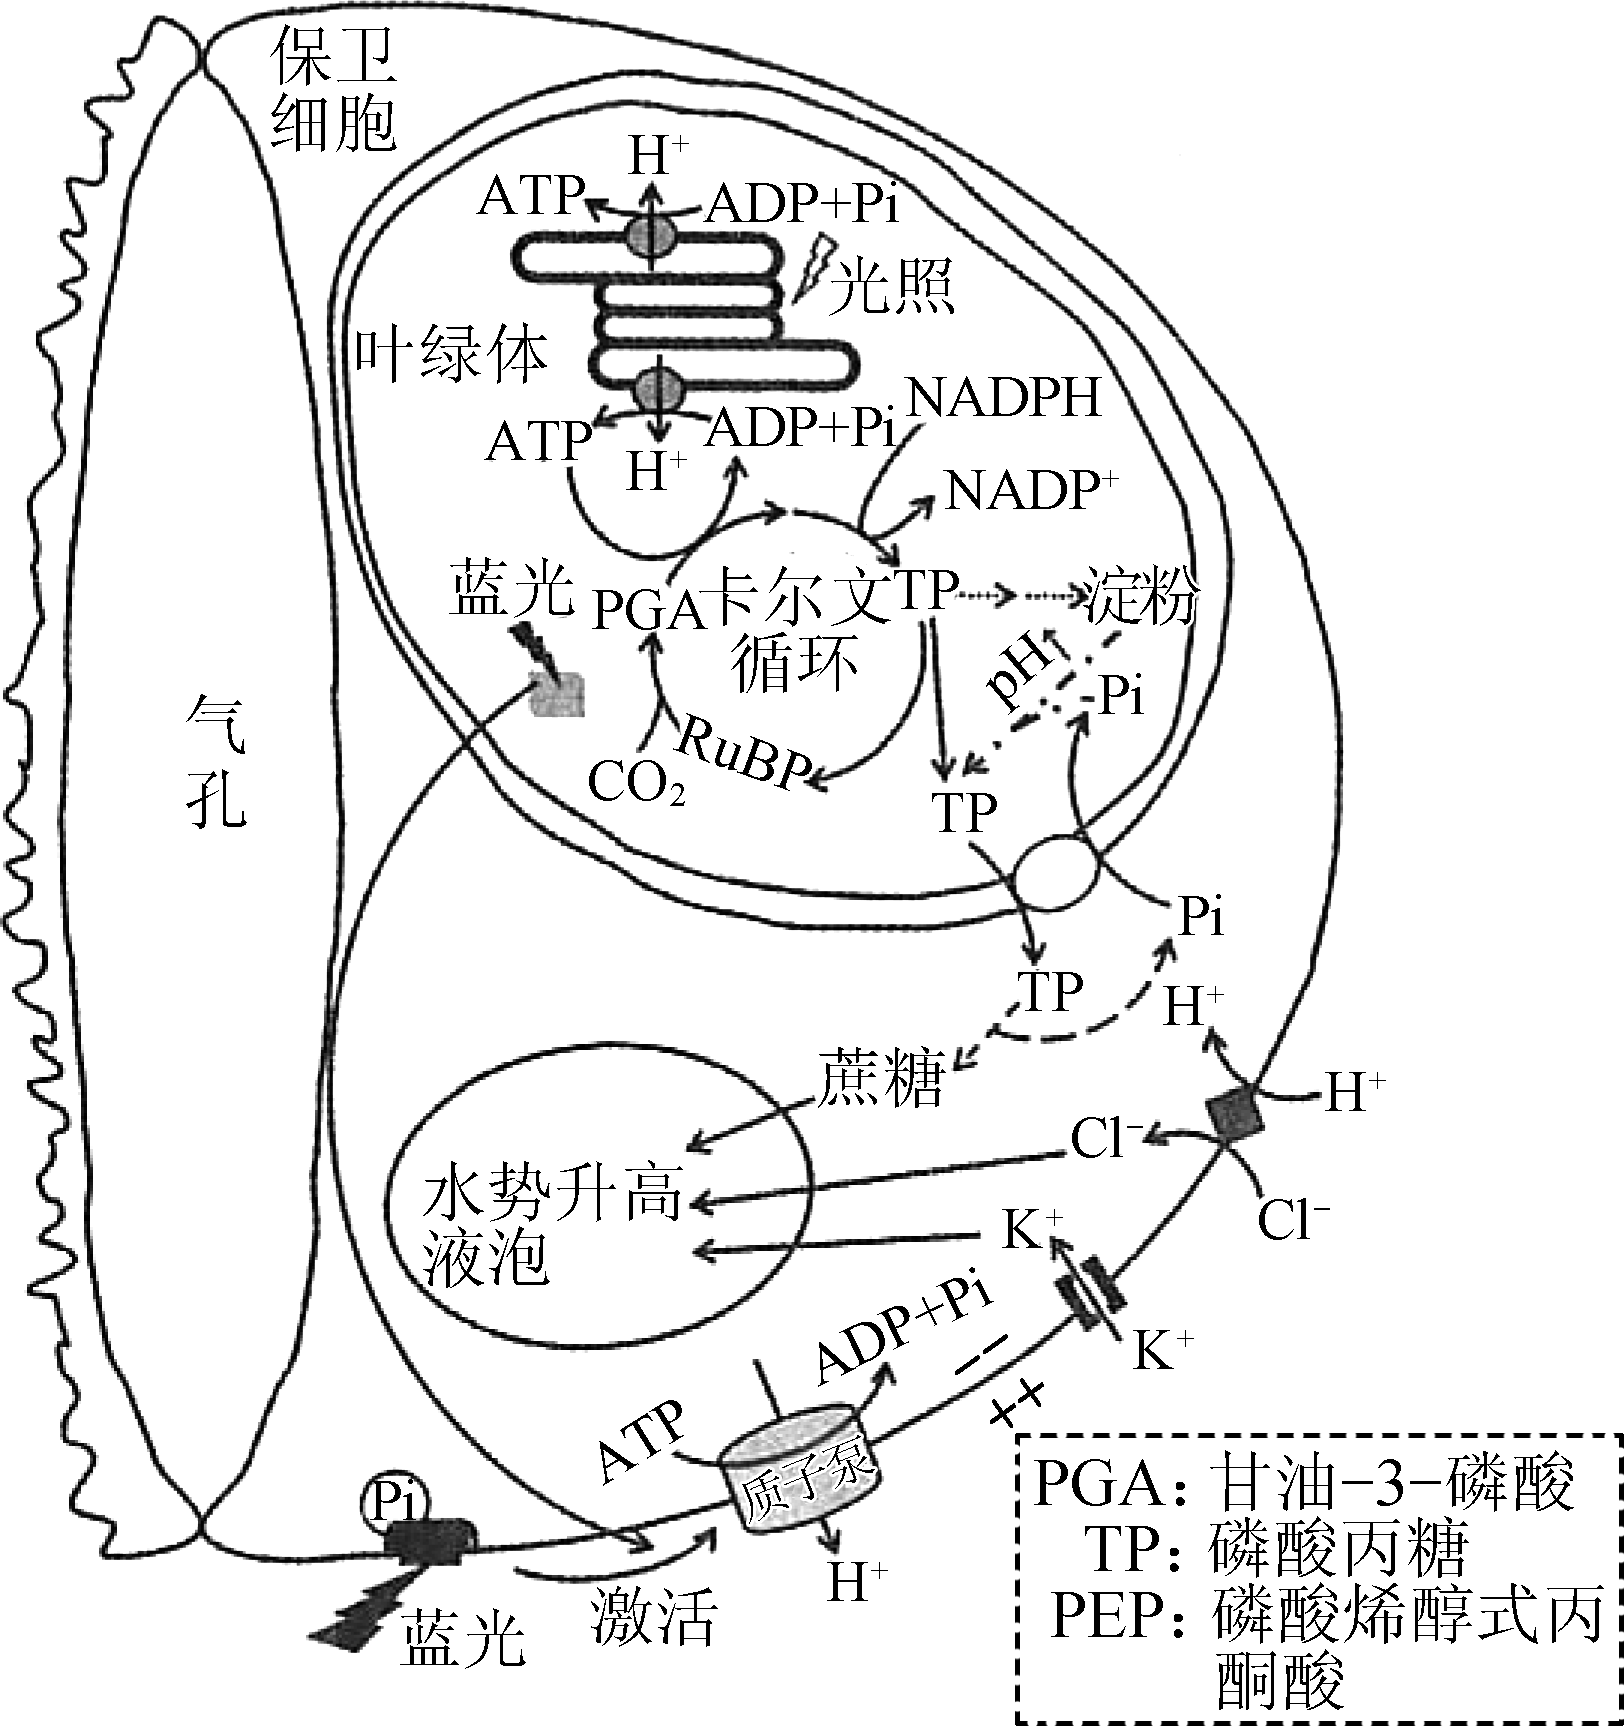 保卫
细胞
H⁺
ATP
ADP+Pi
光照
叶绿体
ATP
H⁺
ADP+Pi
NADPH
NADP⁺
蓝光
PGA
卡尔文
循环
TP
淀粉
pH
Pi
CO₂
RuBP
TP
气
孔
Pi
TP
H⁺
蔗糖
H⁺
Cl⁻
Cl⁻
水势升高
液泡
K⁺
K⁺
ATP
ADP+Pi
− −
++
质子泵
H⁺
Pi
蓝光
激活
PGA：甘油-3-磷酸
TP：磷酸丙糖
PEP：磷酸烯醇式丙
酮酸